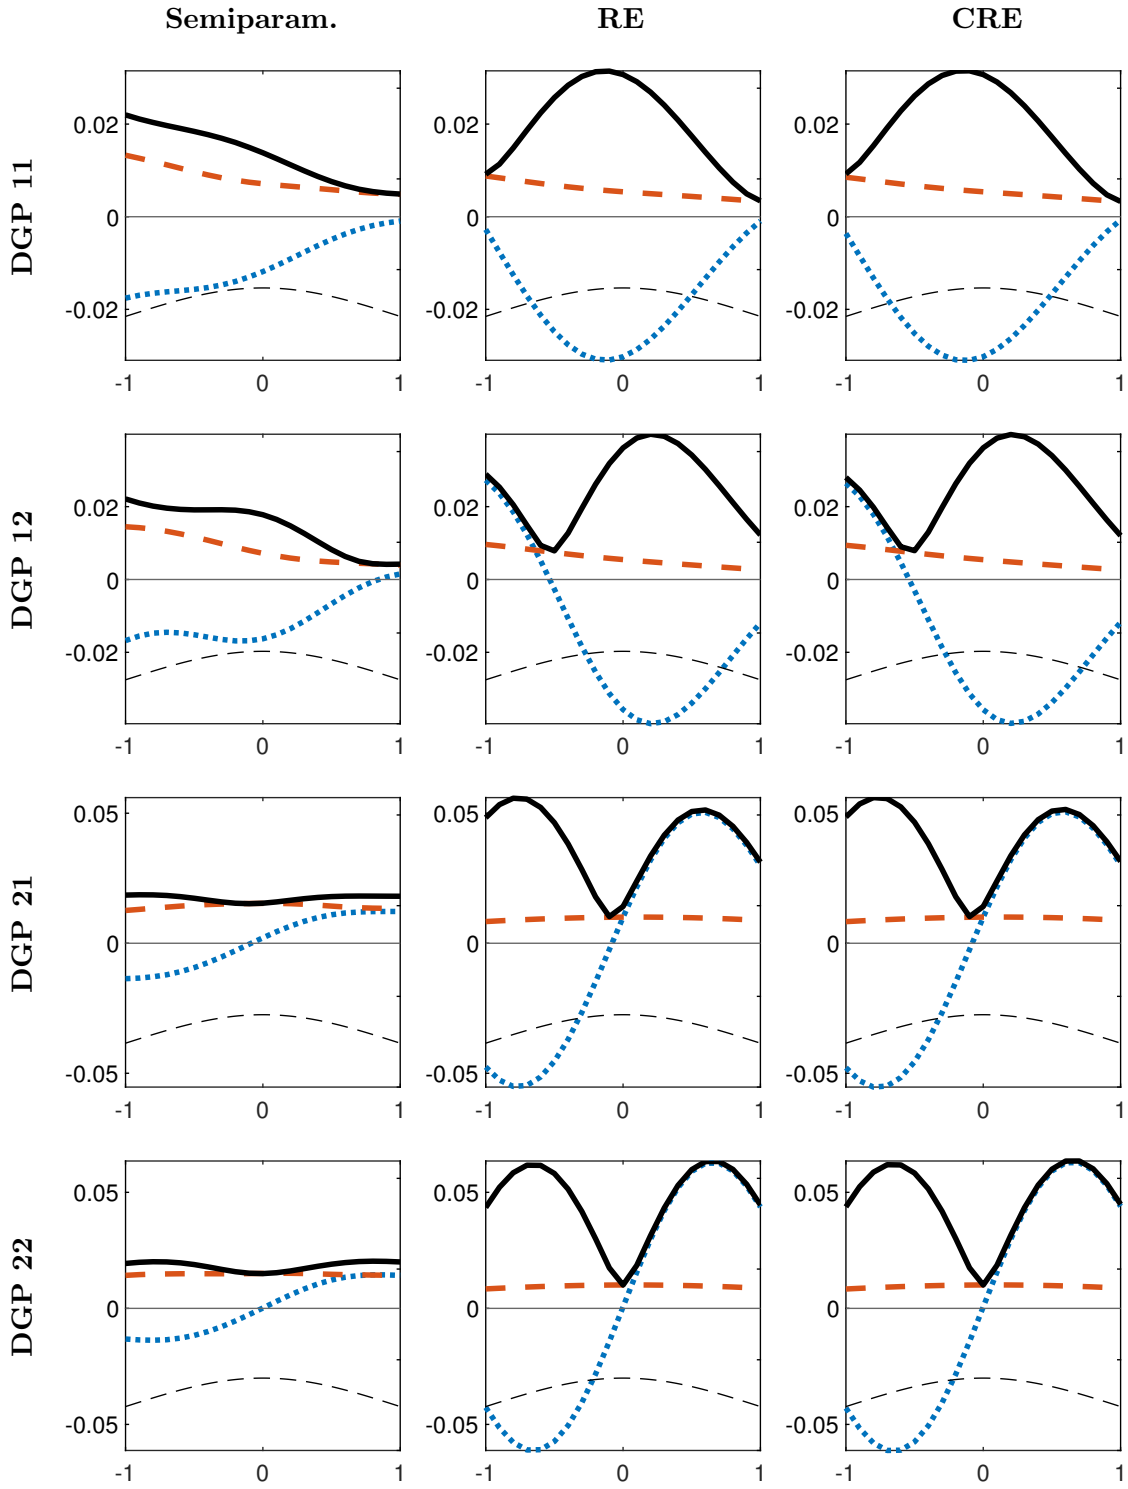 Semiparam. RE CRE
DGP 11
0.02 0.02 0.02
0 0 0
-0.02 -0.02 -0.02
-1 0 1 -1 0 1 -1 0 1
DGP 12
0.02 0.02 0.02
0 0 0
-0.02 -0.02 -0.02
-1 0 1 -1 0 1 -1 0 1
DGP 21
0.05 0.05 0.05
0 0 0
-0.05 -0.05 -0.05
-1 0 1 -1 0 1 -1 0 1
DGP 22
0.05 0.05 0.05
0 0 0
-0.05 -0.05 -0.05
-1 0 1 -1 0 1 -1 0 1